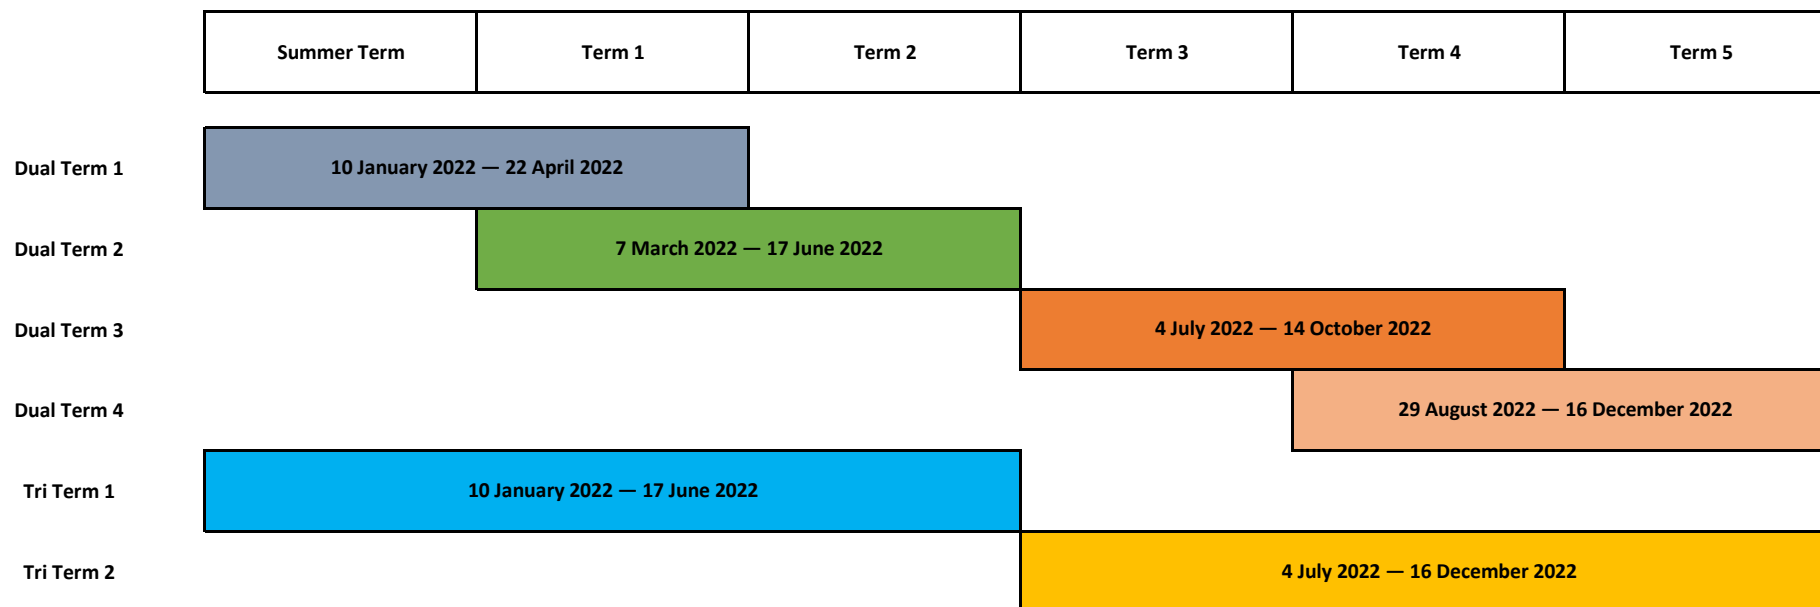 Summer Term
Term 1
Term 2
Term 3
Term 4
Term 5
Dual Term 1
10 January 2022 — 22 April 2022
Dual Term 2
7 March 2022 — 17 June 2022
Dual Term 3
4 July 2022 — 14 October 2022
Dual Term 4
29 August 2022 — 16 December 2022
Tri Term 1
10 January 2022 — 17 June 2022
Tri Term 2
4 July 2022 — 16 December 2022